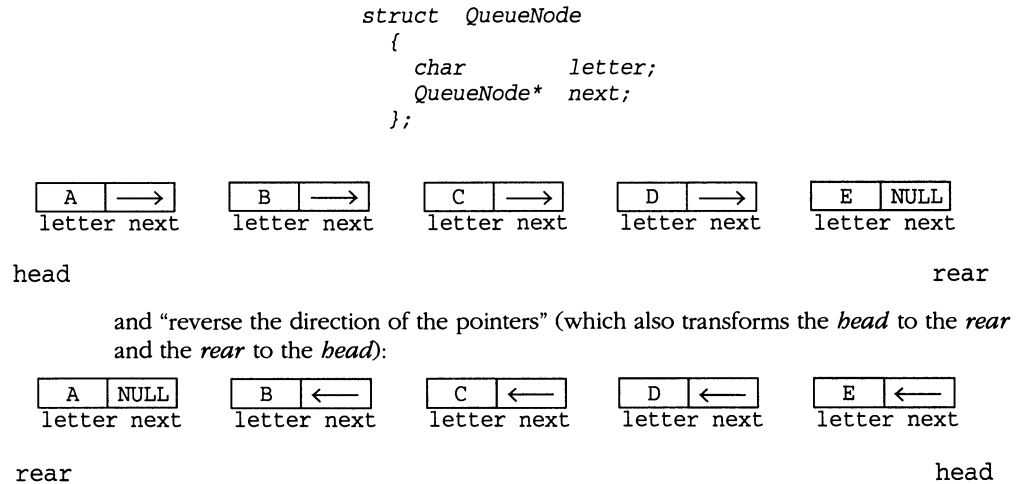 struct QueueNode
{
char letter;
QueueNode* next;
};
A → B → C → D → E NULL
letter next letter next letter next letter next letter next
head rear
and “reverse the direction of the pointers” (which also transforms the head to the rear
and the rear to the head):
A NULL B ← C ← D ← E ←
letter next letter next letter next letter next letter next
rear head